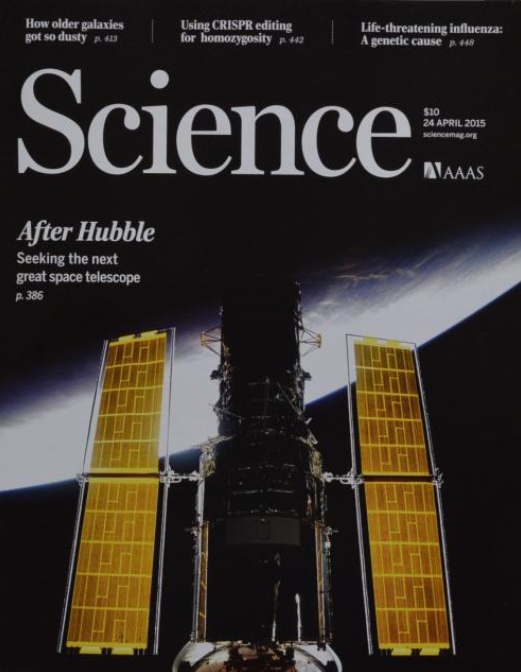 How older galaxies
got so dusty p. 413
Using CRISPR editing
for homozygosity p. 442
Life-threatening influenza:
A genetic cause p. 448
Science
$10
24 APRIL 2015
sciencemag.org
AAAS
After Hubble
Seeking the next
great space telescope
p. 386